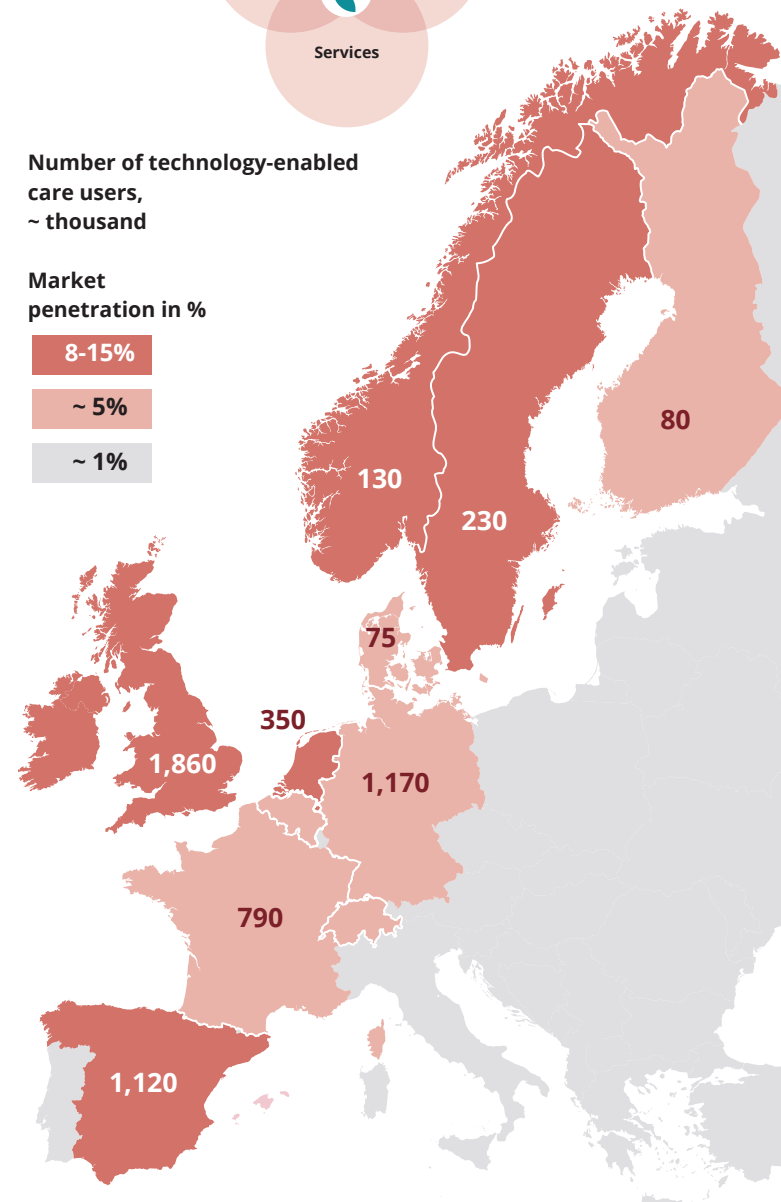 Services
Number of technology-enabled
care users,
~ thousand
Market
penetration in %
8-15%
~ 5%
~ 1%
80
130
230
75
350
1,860
1,170
790
1,120